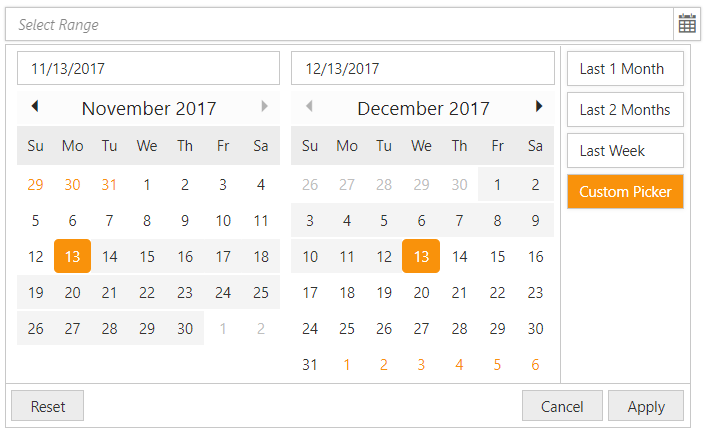 Select Range
11/13/2017 12/13/2017 Last 1 Month
November 2017 December 2017 Last 2 Months
Su Mo Tu We Th Fr Sa Su Mo Tu We Th Fr Sa Last Week
29 30 31 1 2 3 4 26 27 28 29 30 1 2 Custom Picker
5 6 7 8 9 10 11 3 4 5 6 7 8 9
12 13 14 15 16 17 18 10 11 12 13 14 15 16
19 20 21 22 23 24 25 17 18 19 20 21 22 23
26 27 28 29 30 1 2 24 25 26 27 28 29 30
31 1 2 3 4 5 6
Reset Cancel Apply